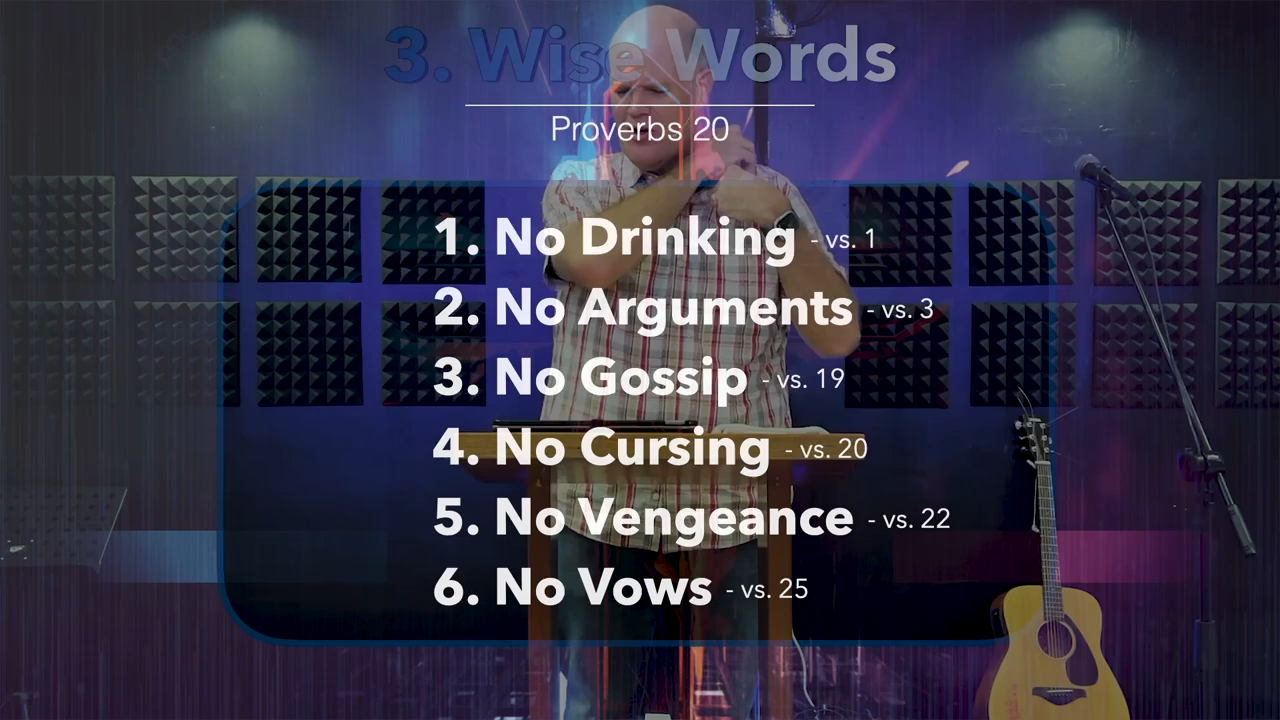 3. Wise Words
Proverbs 20
1. No Drinking - vs. 1
2. No Arguments - vs. 3
3. No Gossip - vs. 19
4. No Cursing - vs. 20
5. No Vengeance - vs. 22
6. No Vows - vs. 25